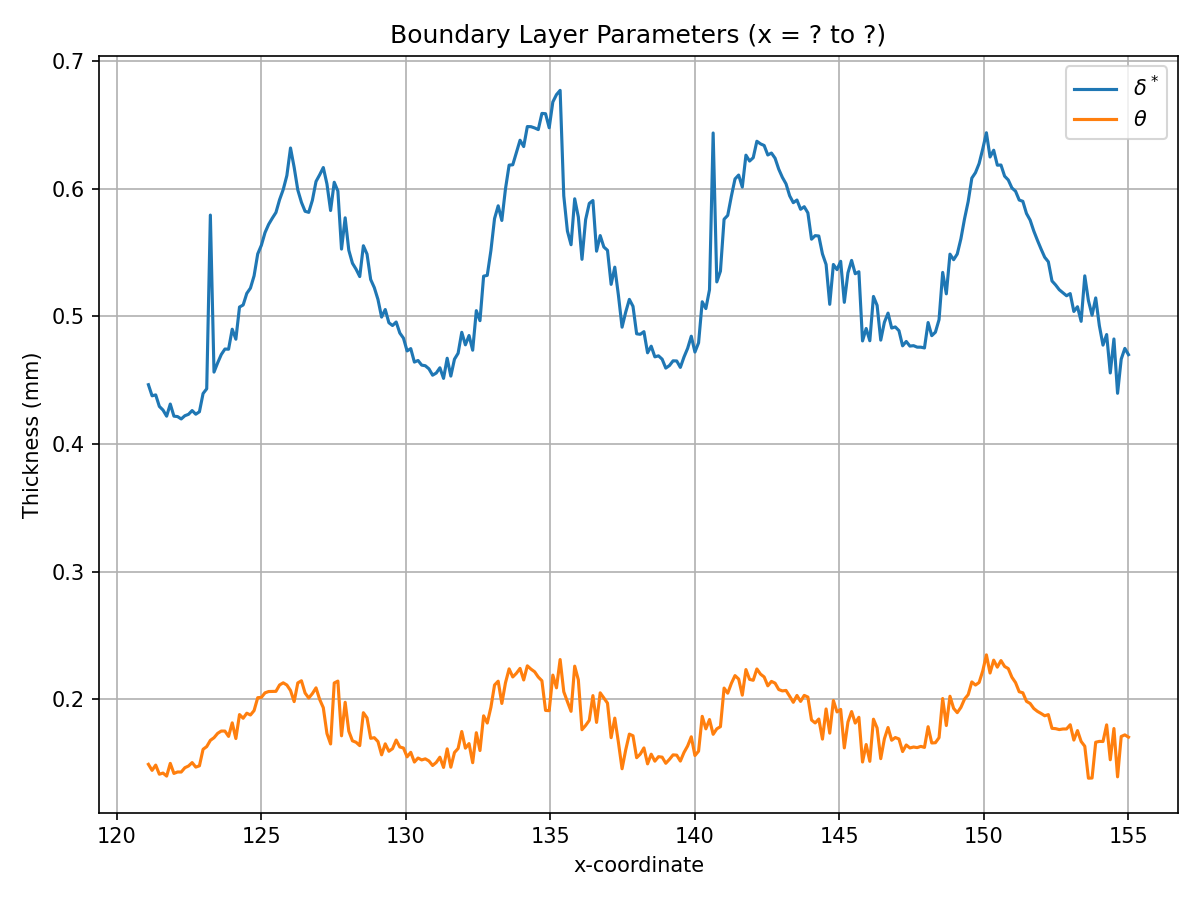 Boundary Layer Parameters (x = ? to ?)
0.7
0.6
0.5
0.4
0.3
0.2
Thickness (mm)
δ*
θ
120 125 130 135 140 145 150 155
x-coordinate